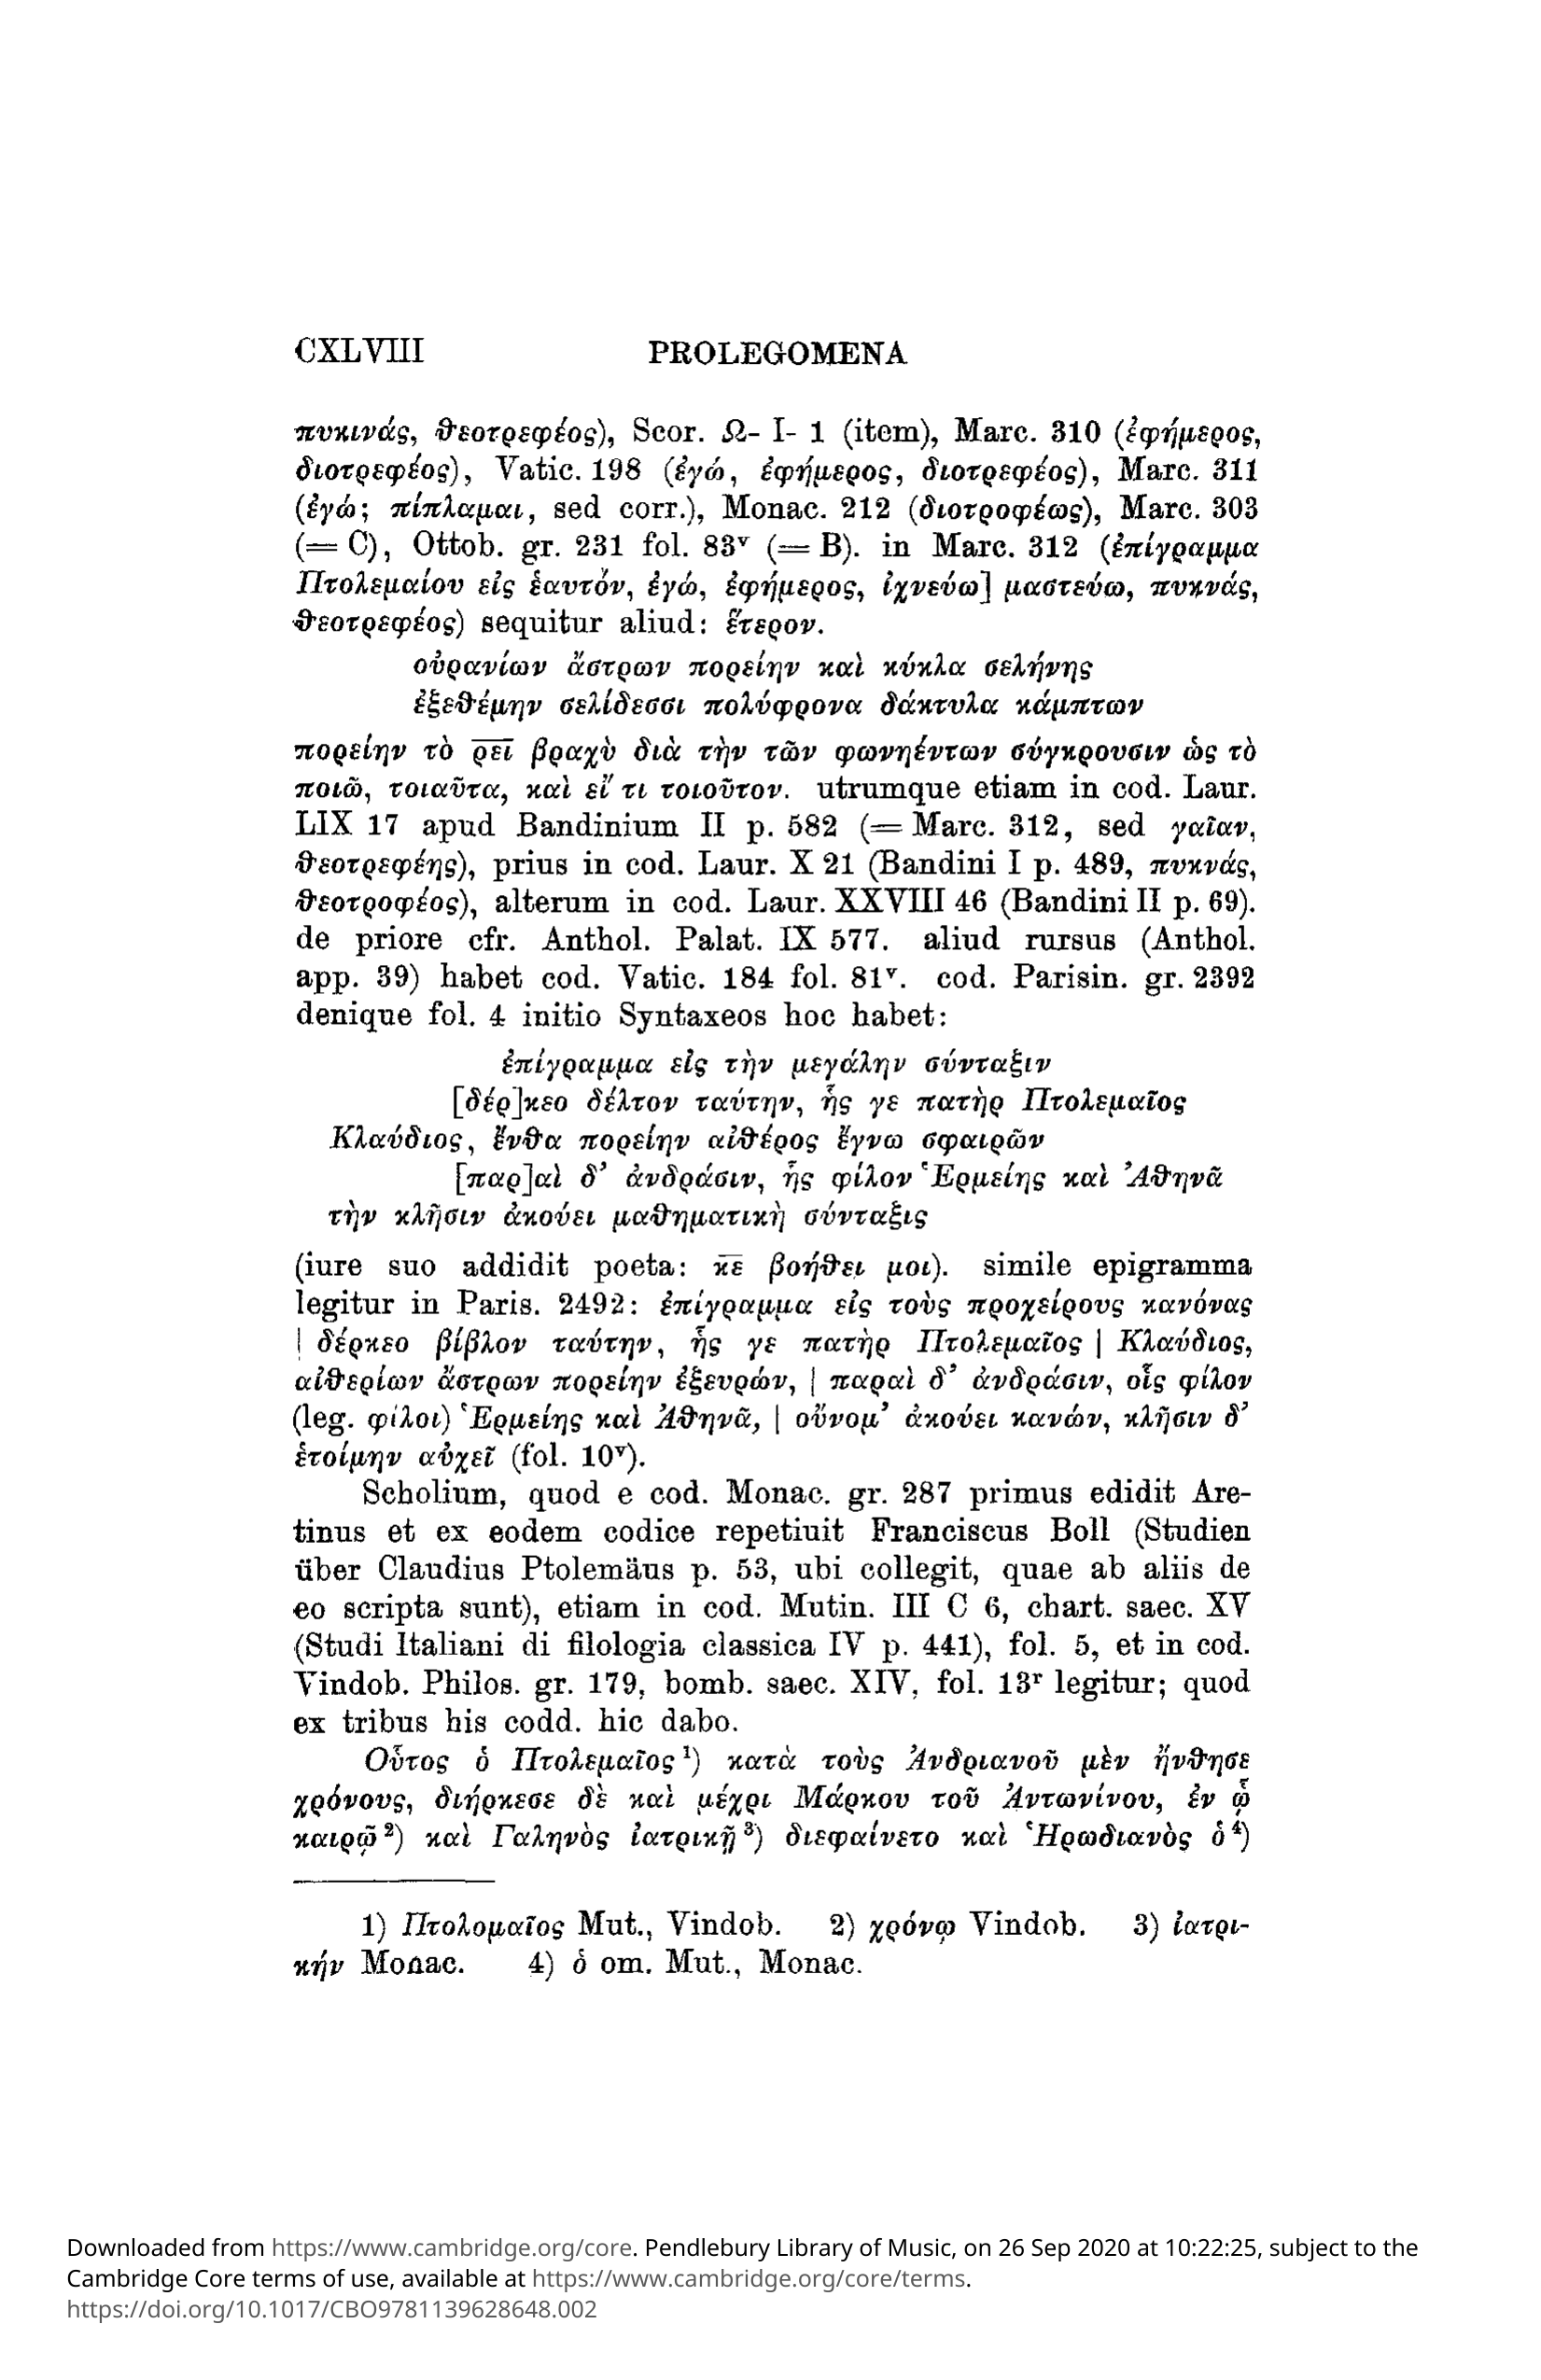 CXLVIII PROLEGOMENA
πυκινάς, θεοτρεφέος), Scor. Ω- I- 1 (item), Marc. 310 (ἐφήμερος,
διοτρεφέος), Vatic. 198 (ἐγώ, ἐφήμερος, διοτρεφέος), Marc. 311
(ἐγώ; πίπλαμαι, sed corr.), Monac. 212 (διοτροφέως), Marc. 303
(= C), Ottob. gr. 231 fol. 83ᵛ (= B). in Marc. 312 (ἐπίγραμμα
Πτολεμαίου εἰς ἑαυτὸν, ἐγώ, ἐφήμερος, ἰχνεύω] μαστεύω, πυκνάς,
θεοτρεφέος) sequitur aliud: ἕτερον.
οὐρανίων ἄστρων πορείην καὶ κύκλα σελήνης
ἐξεθέμην σελίδεσσι πολύφρονα δάκτυλα κάμπτων
πορείην τὸ ρ̅ε̅ι̅ βραχὺ διὰ τὴν τῶν φωνηέντων σύγκρουσιν ὡς τὸ
ποιῶ, τοιαῦτα, καὶ εἴ τι τοιοῦτον. utrumque etiam in cod. Laur.
LIX 17 apud Bandinium II p. 582 (= Marc. 312, sed γαῖαν,
θεοτρεφέης), prius in cod. Laur. X 21 (Bandini I p. 489, πυκνάς,
θεοτροφέος), alterum in cod. Laur. XXVIII 46 (Bandini II p. 69).
de priore cfr. Anthol. Palat. IX 577. aliud rursus (Anthol.
app. 39) habet cod. Vatic. 184 fol. 81ᵛ. cod. Parisin. gr. 2392
denique fol. 4 initio Syntaxeos hoc habet:
ἐπίγραμμα εἰς τὴν μεγάλην σύνταξιν
[δέρ]κεο δέλτον ταύτην, ἧς γε πατὴρ Πτολεμαῖος
Κλαύδιος, ἔνθα πορείην αἰθέρος ἔγνω σφαιρῶν
[παρ]αὶ δ’ ἀνδράσιν, ἧς φίλον Ἑρμείης καὶ Ἀθηνᾶ
τὴν κλῆσιν ἀκούει μαθηματικὴ σύνταξις
(iure suo addidit poeta: κ̅ε̅ βοήθει μοι). simile epigramma
legitur in Paris. 2492: ἐπίγραμμα εἰς τοὺς προχείρους κανόνας
| δέρκεο βίβλον ταύτην, ἧς γε πατὴρ Πτολεμαῖος | Κλαύδιος,
αἰθερίων ἄστρων πορείην ἐξευρών, | παραὶ δ’ ἀνδράσιν, οἷς φίλον
(leg. φίλοι) Ἑρμείης καὶ Ἀθηνᾶ, | οὔνομ’ ἀκούει κανών, κλῆσιν δ’
ἑτοίμην αὐχεῖ (fol. 10ᵛ).
Scholium, quod e cod. Monac. gr. 287 primus edidit Are-
tinus et ex eodem codice repetiuit Franciscus Boll (Studien
über Claudius Ptolemäus p. 53, ubi collegit, quae ab aliis de
eo scripta sunt), etiam in cod. Mutin. III C 6, chart. saec. XV
(Studi Italiani di filologia classica IV p. 441), fol. 5, et in cod.
Vindob. Philos. gr. 179, bomb. saec. XIV, fol. 13ʳ legitur; quod
ex tribus his codd. hic dabo.
Οὗτος ὁ Πτολεμαῖος¹) κατὰ τοὺς Ἀνδριανοῦ μὲν ἤνθησε
χρόνους, διήρκεσε δὲ καὶ μέχρι Μάρκου τοῦ Ἀντωνίνου, ἐν ᾧ
καιρῷ²) καὶ Γαληνὸς ἰατρικῇ³) διεφαίνετο καὶ Ἡρωδιανὸς ὁ⁴)
1) Πτολομαῖος Mut., Vindob. 2) χρόνῳ Vindob. 3) ἰατρι-
κήν Monac. 4) ὁ om. Mut., Monac.
Downloaded from https://www.cambridge.org/core. Pendlebury Library of Music, on 26 Sep 2020 at 10:22:25, subject to the
Cambridge Core terms of use, available at https://www.cambridge.org/core/terms.
https://doi.org/10.1017/CBO9781139628648.002